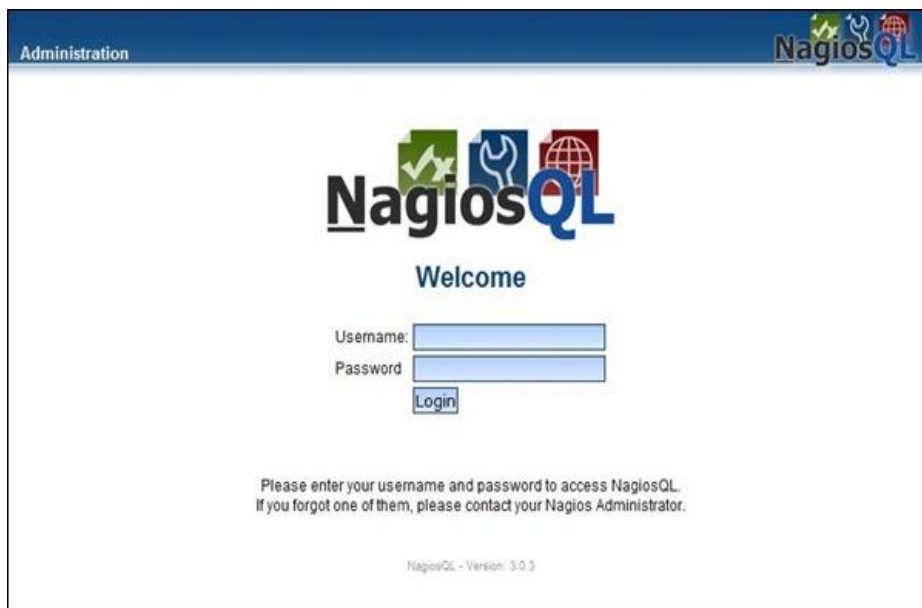 Administration
NagiosQL
NagiosQL
Welcome
Username:
Password
Login
Please enter your username and password to access NagiosQL.
If you forgot one of them, please contact your Nagios Administrator.
NagiosQL - Version: 3.0.3